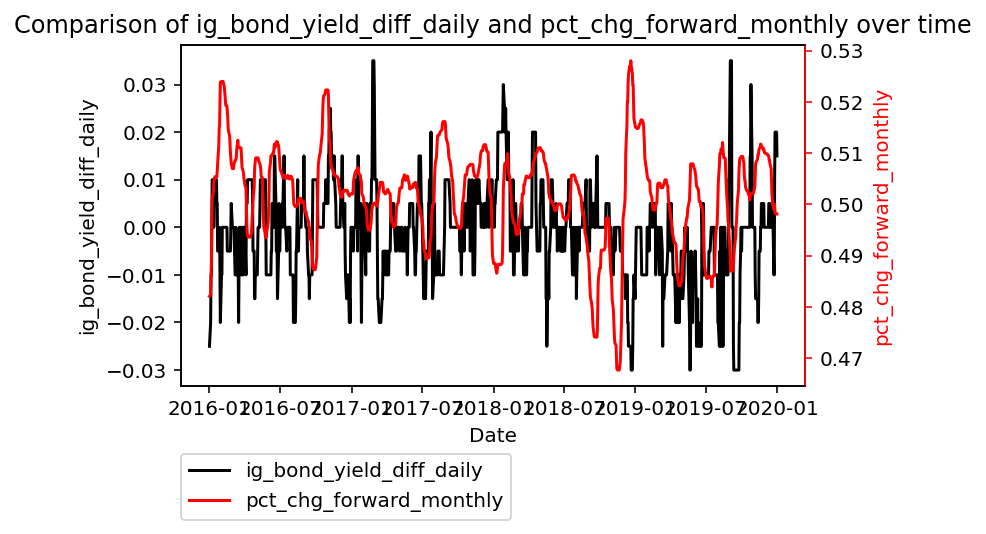 Comparison of ig_bond_yield_diff_daily and pct_chg_forward_monthly over time
ig_bond_yield_diff_daily
0.03
0.02
0.01
0.00
−0.01
−0.02
−0.03
0.53
0.52
0.51
0.50
0.49
0.48
0.47
pct_chg_forward_monthly
2016-01 2016-07 2017-01 2017-07 2018-01 2018-07 2019-01 2019-07 2020-01
Date
ig_bond_yield_diff_daily
pct_chg_forward_monthly